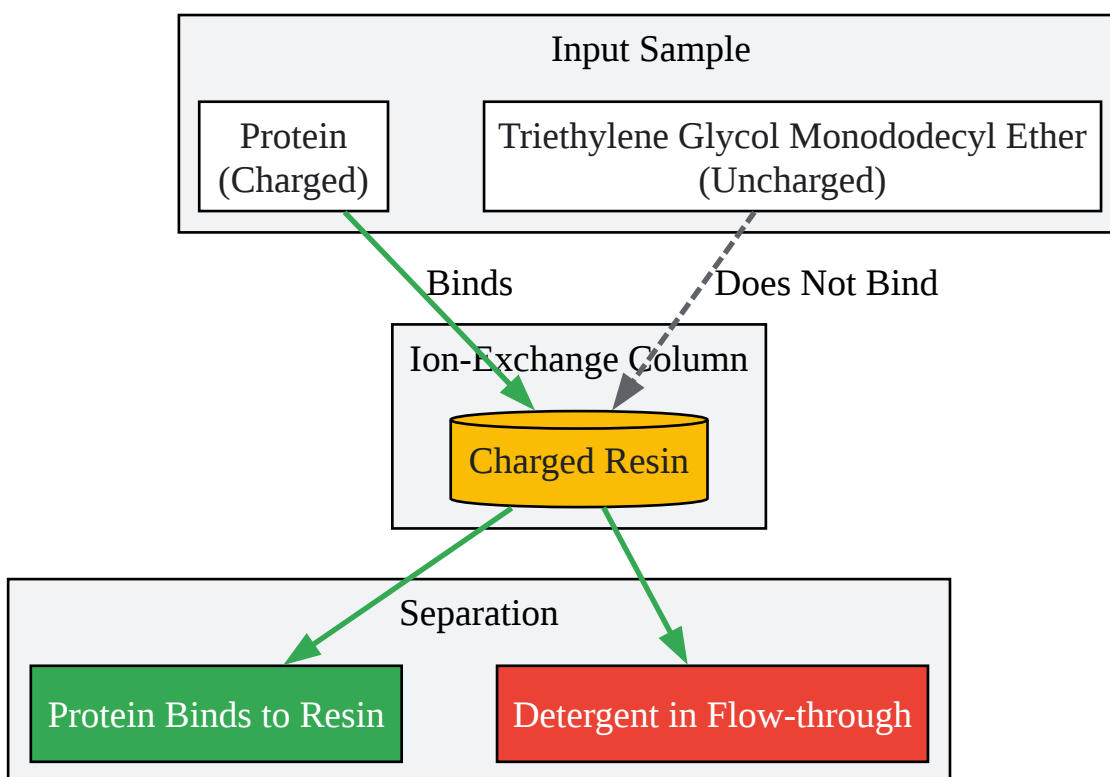 Input Sample
Protein
(Charged)
Triethylene Glycol Monododecyl Ether
(Uncharged)
Binds
Does Not Bind
Ion-Exchange Column
Charged Resin
Separation
Protein Binds to Resin
Detergent in Flow-through